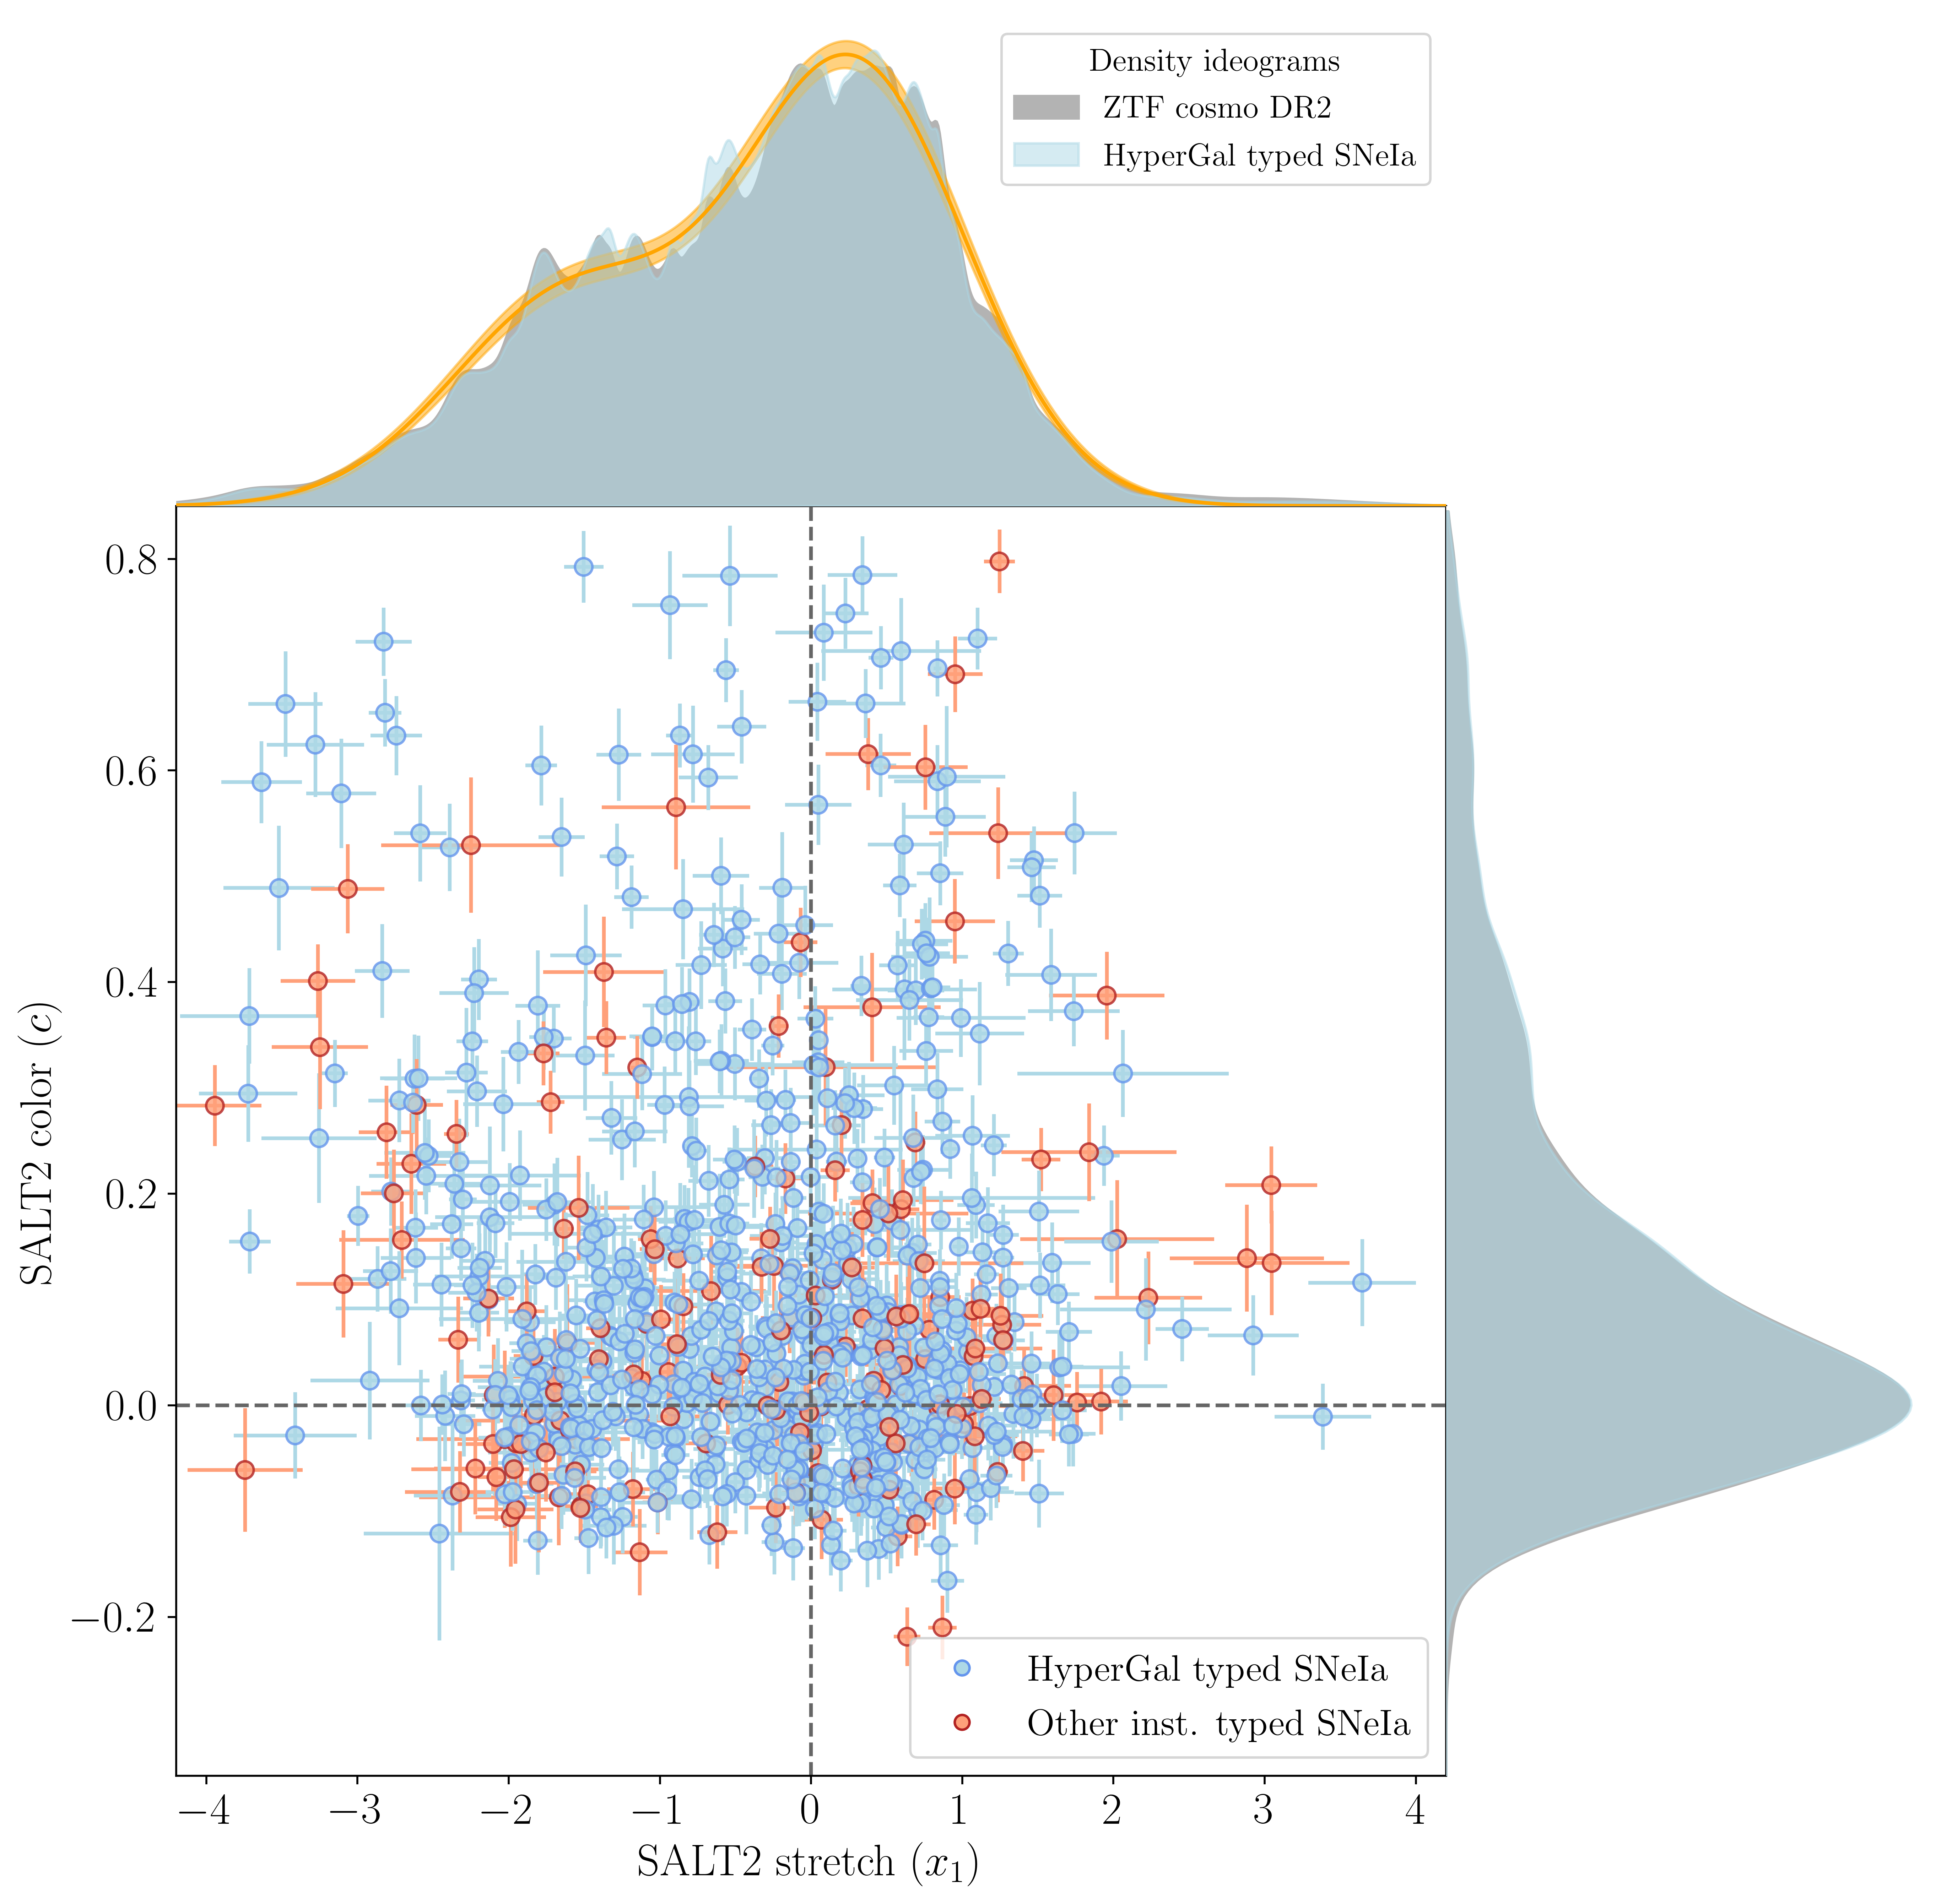 Density ideograms
ZTF cosmo DR2
HyperGal typed SNeIa
0.8
0.6
0.4
0.2
0.0
−0.2
SALT2 color (c)
HyperGal typed SNeIa
Other inst. typed SNeIa
−4 −3 −2 −1 0 1 2 3 4
SALT2 stretch (x₁)